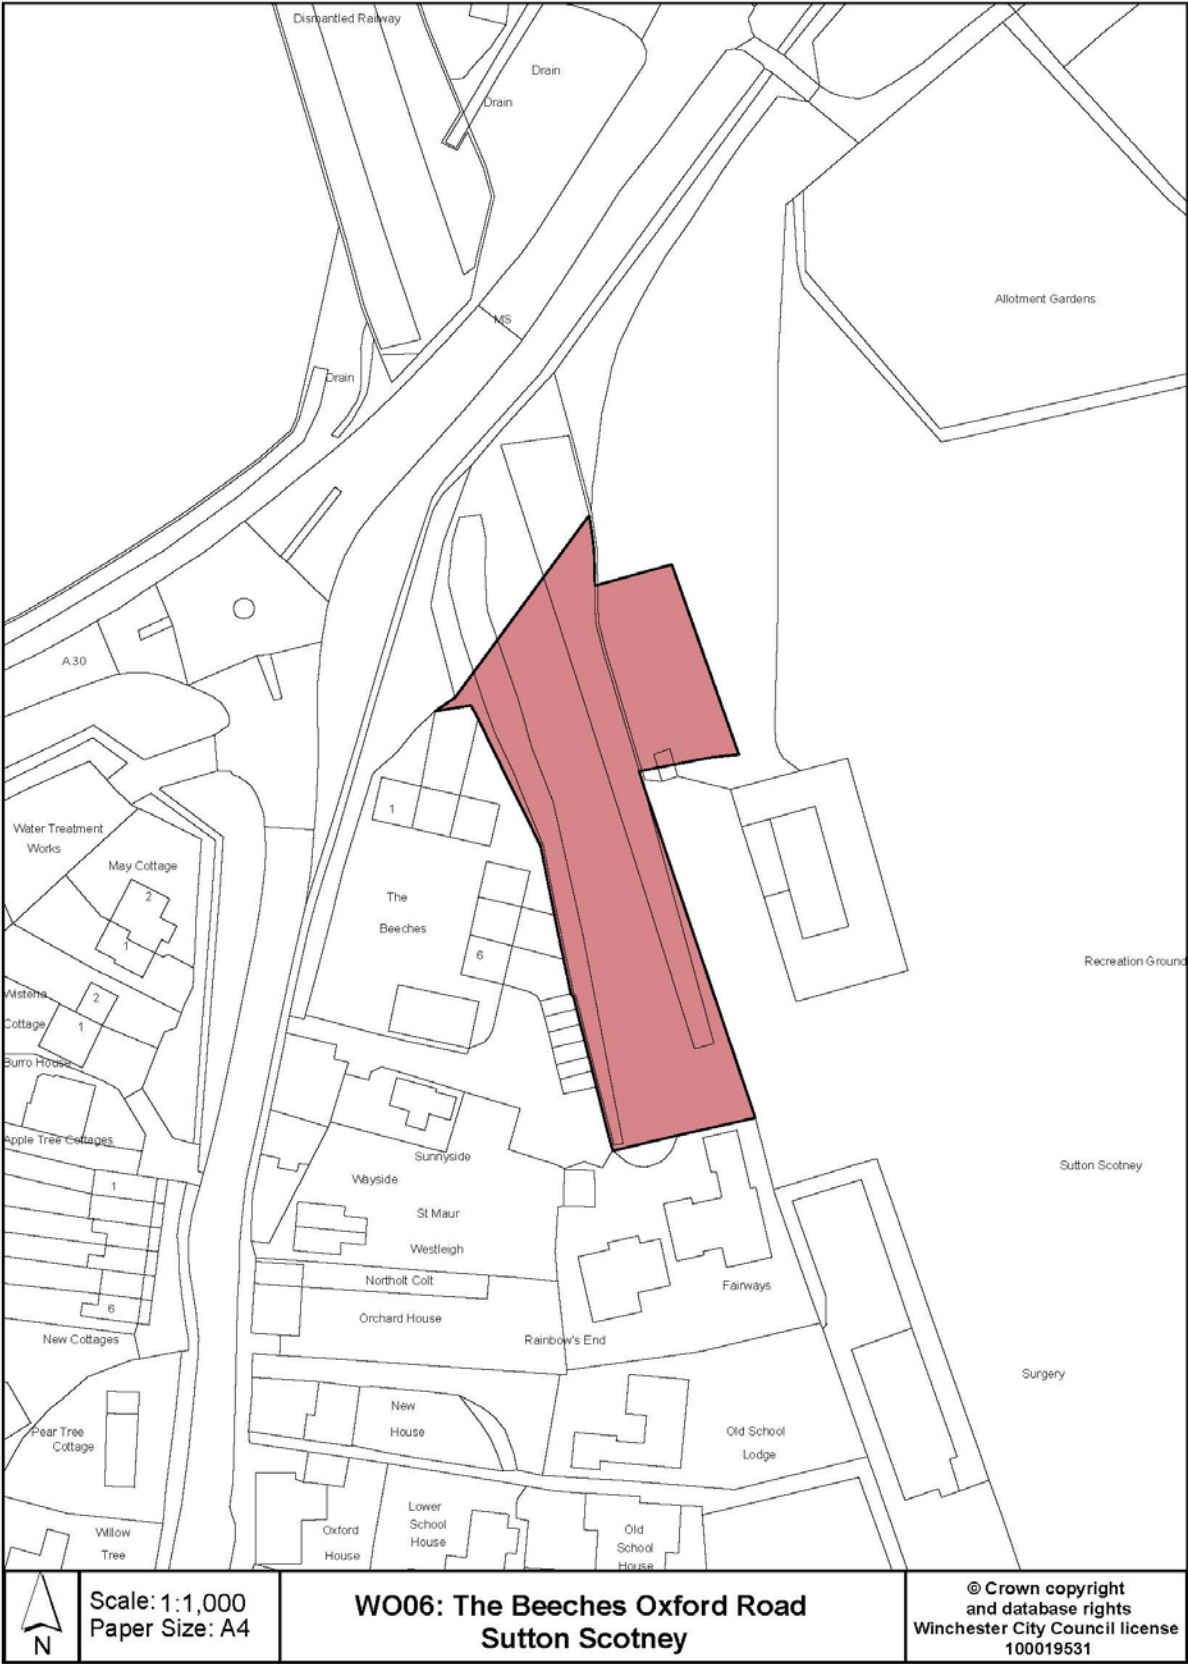 Dismantled Railway
Drain
Drain
Allotment Gardens
MS
Drain
A30
1
Water Treatment
Works
May Cottage
2
1
The
Beeches
6
Recreation Ground
Wisteria
Cottage
2
1
Burro House
Apple Tree Cottages
Sunnyside
Sutton Scotney
Wayside
1
St Maur
Westleigh
Northolt Colt
Fairways
6
Orchard House
New Cottages
Rainbow's End
Surgery
New
House
Pear Tree
Cottage
Old School
Lodge
Lower
School
House
Willow
Tree
Oxford
House
Old
School
House
N
Scale: 1:1,000
Paper Size: A4
WO06: The Beeches Oxford Road
Sutton Scotney
© Crown copyright
and database rights
Winchester City Council license
100019531